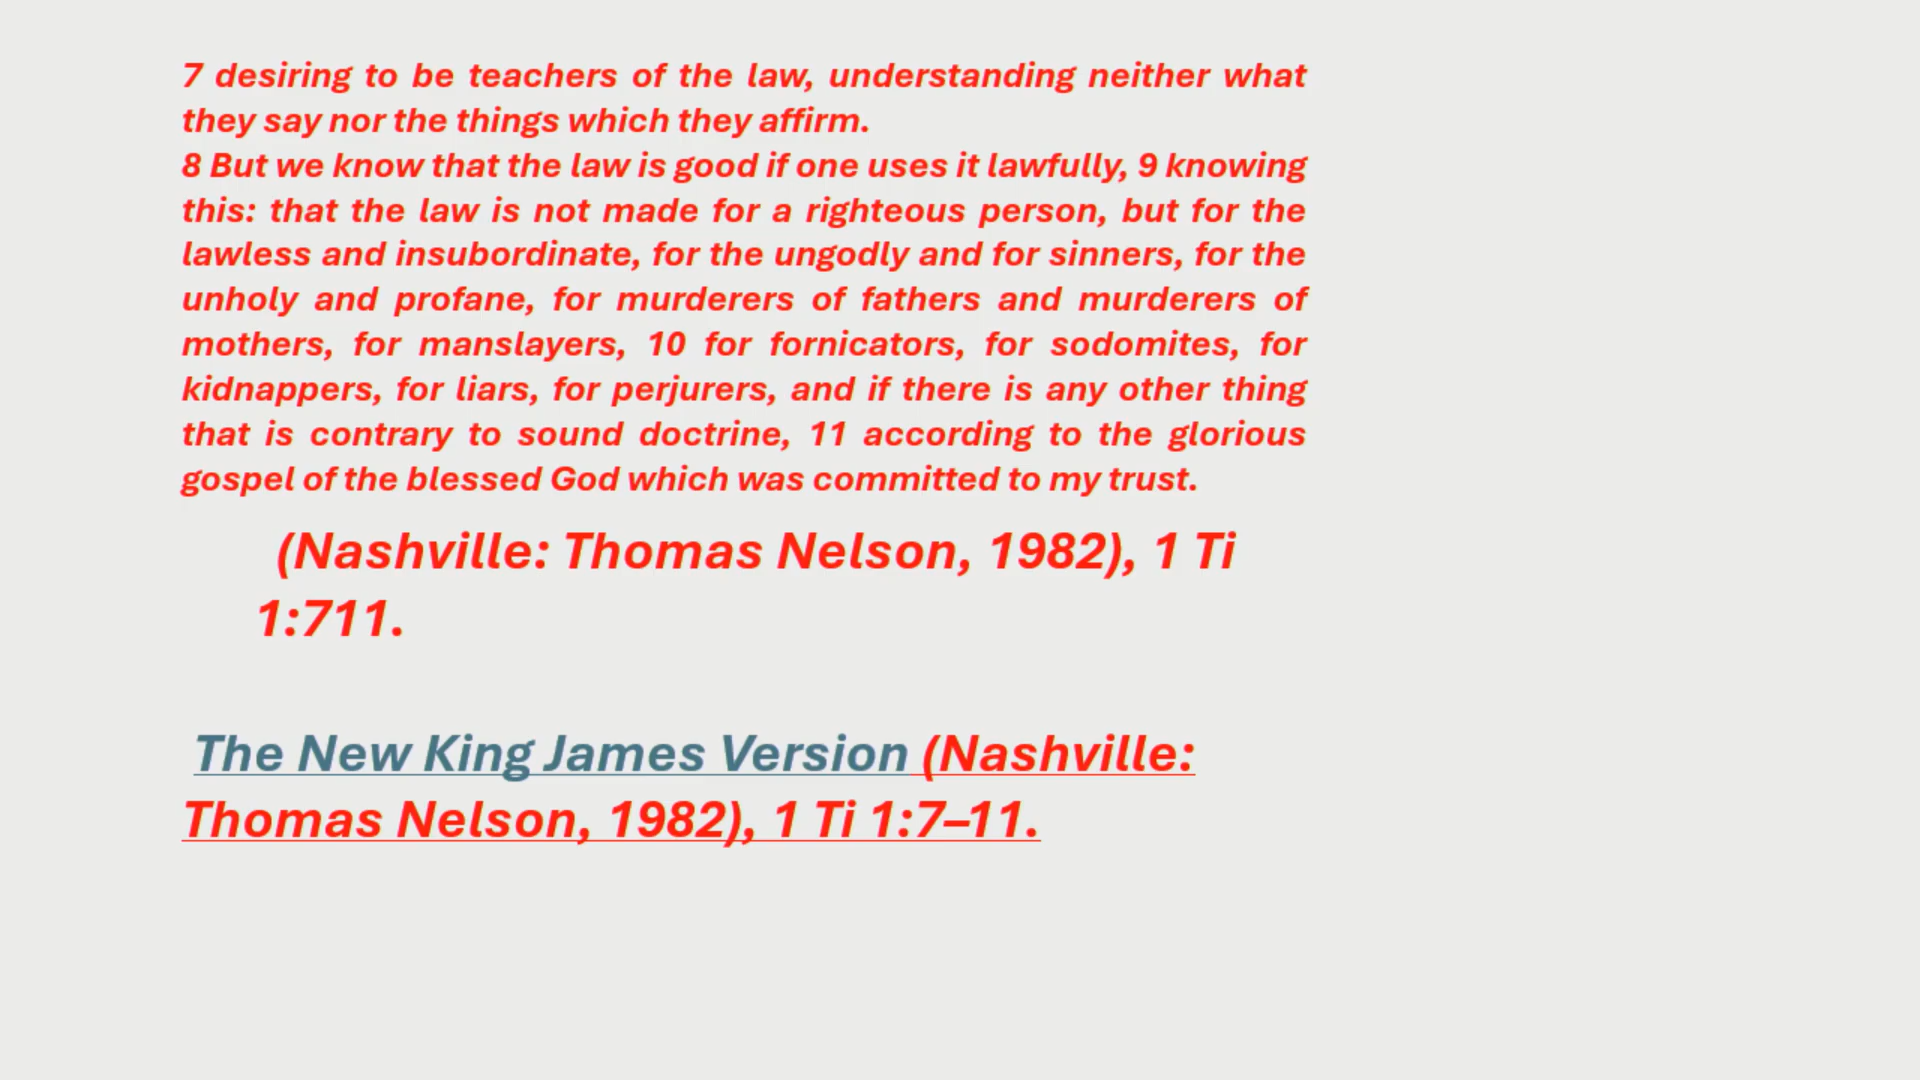 7 desiring to be teachers of the law, understanding neither what
they say nor the things which they affirm.
8 But we know that the law is good if one uses it lawfully, 9 knowing
this: that the law is not made for a righteous person, but for the
lawless and insubordinate, for the ungodly and for sinners, for the
unholy and profane, for murderers of fathers and murderers of
mothers, for manslayers, 10 for fornicators, for sodomites, for
kidnappers, for liars, for perjurers, and if there is any other thing
that is contrary to sound doctrine, 11 according to the glorious
gospel of the blessed God which was committed to my trust.
(Nashville: Thomas Nelson, 1982), 1 Ti
1:711.
The New King James Version (Nashville:
Thomas Nelson, 1982), 1 Ti 1:7–11.